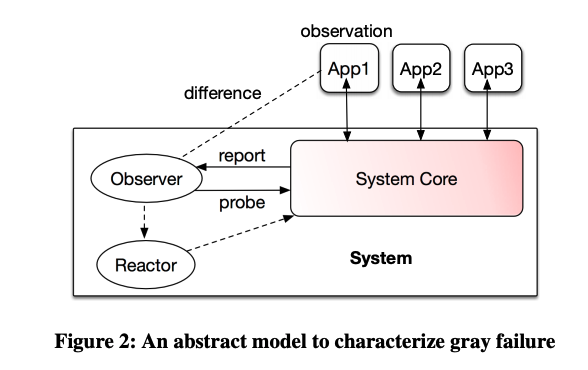 observation
App1 App2 App3
difference
report
Observer
System Core
probe
System
Reactor
Figure 2: An abstract model to characterize gray failure